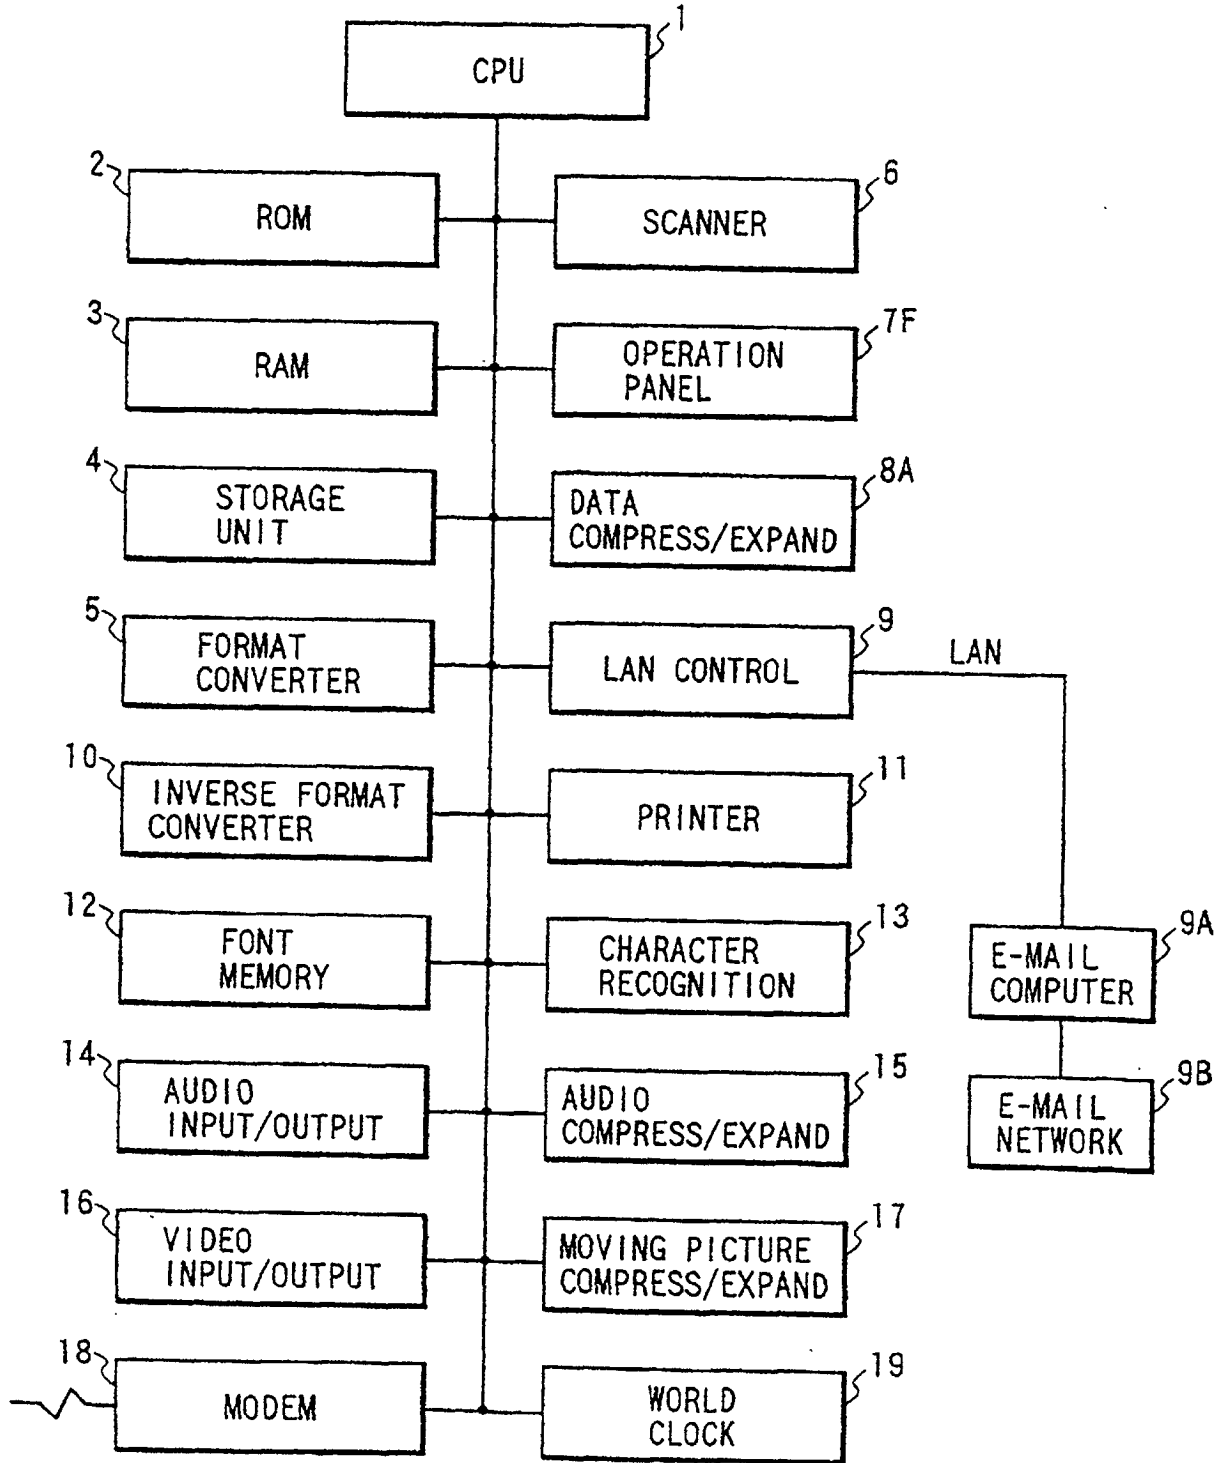 1
CPU
2
ROM
6
SCANNER
3
RAM
7F
OPERATION
PANEL
4
STORAGE
UNIT
8A
DATA
COMPRESS/EXPAND
5
FORMAT
CONVERTER
9
LAN CONTROL
LAN
10
INVERSE FORMAT
CONVERTER
11
PRINTER
12
FONT
MEMORY
13
CHARACTER
RECOGNITION
9A
E-MAIL
COMPUTER
14
AUDIO
INPUT/OUTPUT
15
AUDIO
COMPRESS/EXPAND
9B
E-MAIL
NETWORK
16
VIDEO
INPUT/OUTPUT
17
MOVING PICTURE
COMPRESS/EXPAND
18
MODEM
19
WORLD
CLOCK